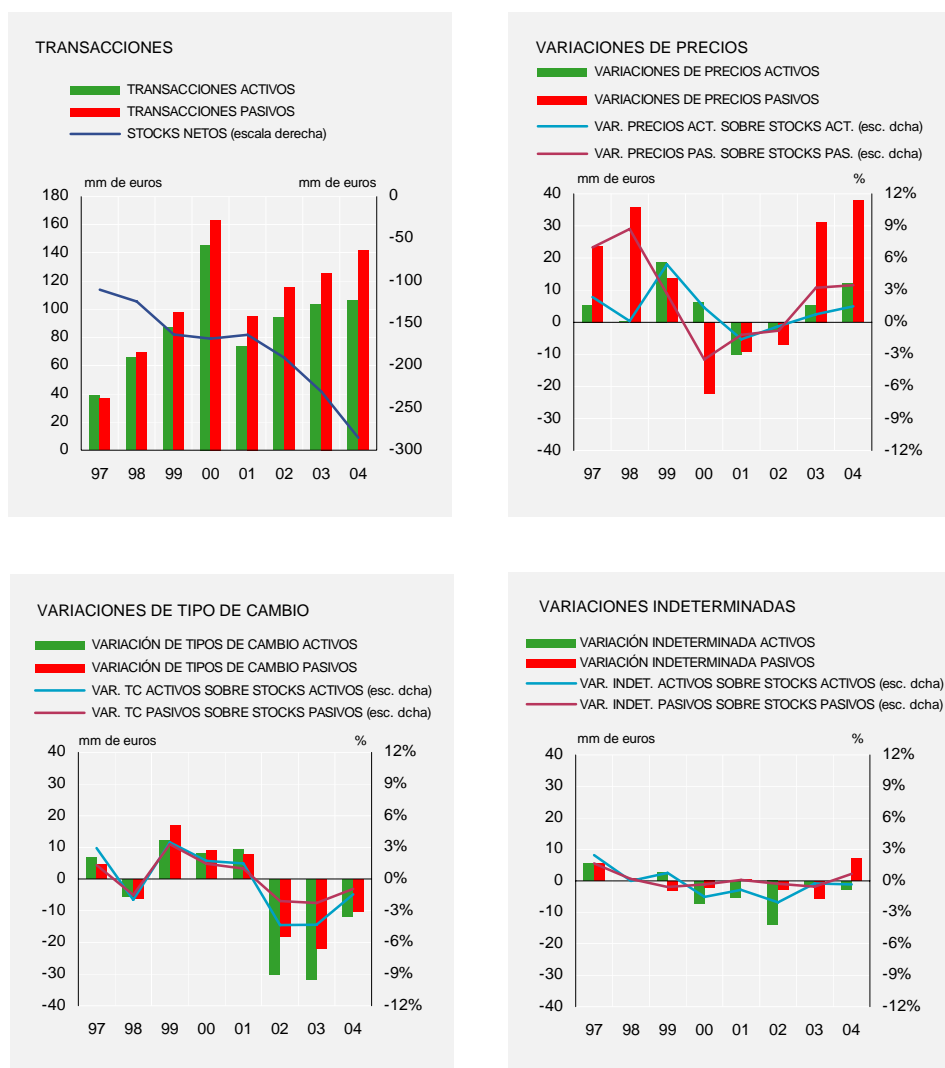 TRANSACCIONES
TRANSACCIONES ACTIVOS
TRANSACCIONES PASIVOS
STOCKS NETOS (escala derecha)
mm de euros mm de euros
180 0
160
140 -50
120
100 -100
80 -150
60 -200
40
20 -250
0 -300
97 98 99 00 01 02 03 04
VARIACIONES DE PRECIOS
VARIACIONES DE PRECIOS ACTIVOS
VARIACIONES DE PRECIOS PASIVOS
VAR. PRECIOS ACT. SOBRE STOCKS ACT. (esc. dcha)
VAR. PRECIOS PAS. SOBRE STOCKS PAS. (esc. dcha)
mm de euros %
40 12%
30 9%
20 6%
10 3%
0 0%
-10 -3%
-20 -6%
-30 -9%
-40 -12%
97 98 99 00 01 02 03 04
VARIACIONES DE TIPO DE CAMBIO
VARIACIÓN DE TIPOS DE CAMBIO ACTIVOS
VARIACIÓN DE TIPOS DE CAMBIO PASIVOS
VAR. TC ACTIVOS SOBRE STOCKS ACTIVOS (esc. dcha)
VAR. TC PASIVOS SOBRE STOCKS PASIVOS (esc. dcha)
mm de euros %
40 12%
30 9%
20 6%
10 3%
0 0%
-10 -3%
-20 -6%
-30 -9%
-40 -12%
97 98 99 00 01 02 03 04
VARIACIONES INDETERMINADAS
VARIACIÓN INDETERMINADA ACTIVOS
VARIACIÓN INDETERMINADA PASIVOS
VAR. INDET. ACTIVOS SOBRE STOCKS ACTIVOS (esc. dcha)
VAR. INDET. PASIVOS SOBRE STOCKS PASIVOS (esc. dcha)
mm de euros %
40 12%
30 9%
20 6%
10 3%
0 0%
-10 -3%
-20 -6%
-30 -9%
-40 -12%
97 98 99 00 01 02 03 04